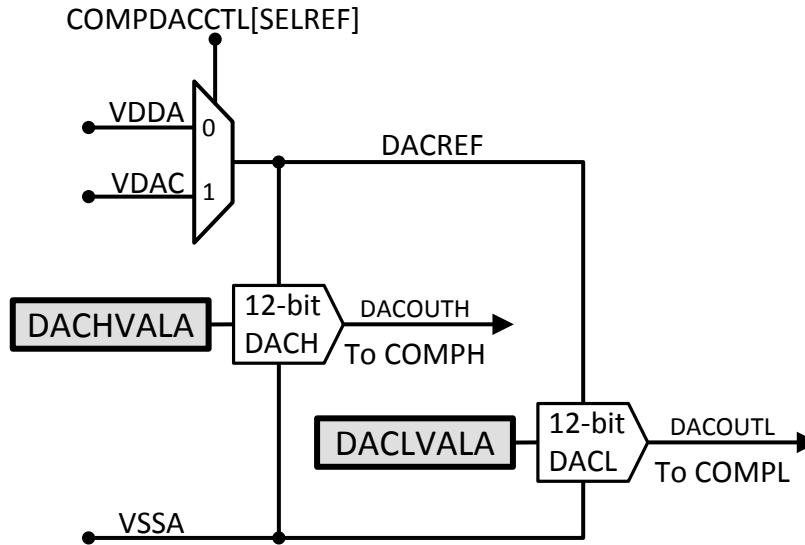 COMPDACCTL[SELREF]
VDDA
0
DACREF
VDAC
1
12-bit
DACH
DACHVALA
DACOUTH
To COMPH
12-bit
DACL
DACLVALA
DACOUTL
To COMPL
VSSA